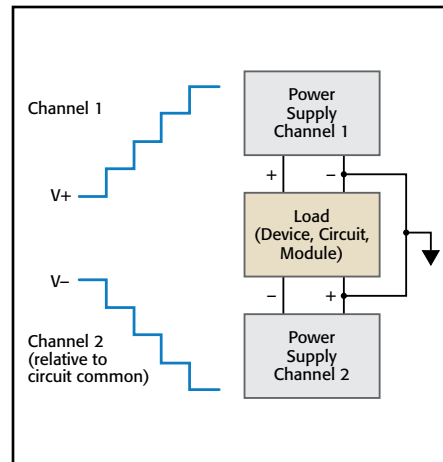 Channel 1
V+
V–
Channel 2
(relative to
circuit common)
Power
Supply
Channel 1
+ –
Load
(Device, Circuit,
Module)
– +
Power
Supply
Channel 2